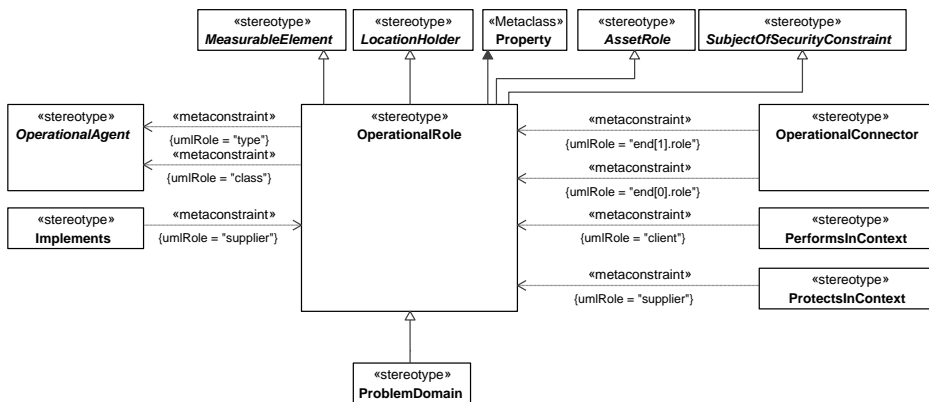 «stereotype»
MeasurableElement
«stereotype»
LocationHolder
«Metaclass»
Property
«stereotype»
AssetRole
«stereotype»
SubjectOfSecurityConstraint
«stereotype»
OperationalAgent
«metaconstraint»
{umlRole = "type"}
«metaconstraint»
{umlRole = "class"}
«stereotype»
OperationalRole
«metaconstraint»
{umlRole = "end[1].role"}
«metaconstraint»
{umlRole = "end[0].role"}
«stereotype»
OperationalConnector
«stereotype»
Implements
«metaconstraint»
{umlRole = "supplier"}
«metaconstraint»
{umlRole = "client"}
«stereotype»
PerformsInContext
«metaconstraint»
{umlRole = "supplier"}
«stereotype»
ProtectsInContext
«stereotype»
ProblemDomain